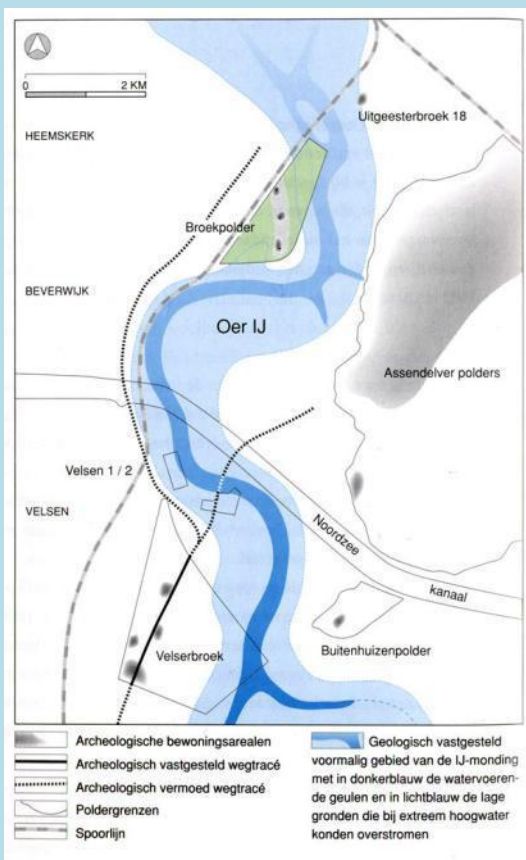 0 2 KM
HEEMSKERK
Uitgeesterbroek 18
Broekpolder
BEVERWIJK
Oer IJ
Assendelver polders
Velsen 1 / 2
VELSEN
Noordzee
kanaal
Velserbroek
Buitenhuizenpolder
Archeologische bewoningsarealen
Archeologisch vastgesteld wegtracé
Archeologisch vermoed wegtracé
Poldergrenzen
Spoorlijn
Geologisch vastgesteld
voormalig gebied van de IJ-monding
met in donkerblauw de watervoeren-
de geulen en in lichtblauw de lage
gronden die bij extreem hoogwater
konden overstromen